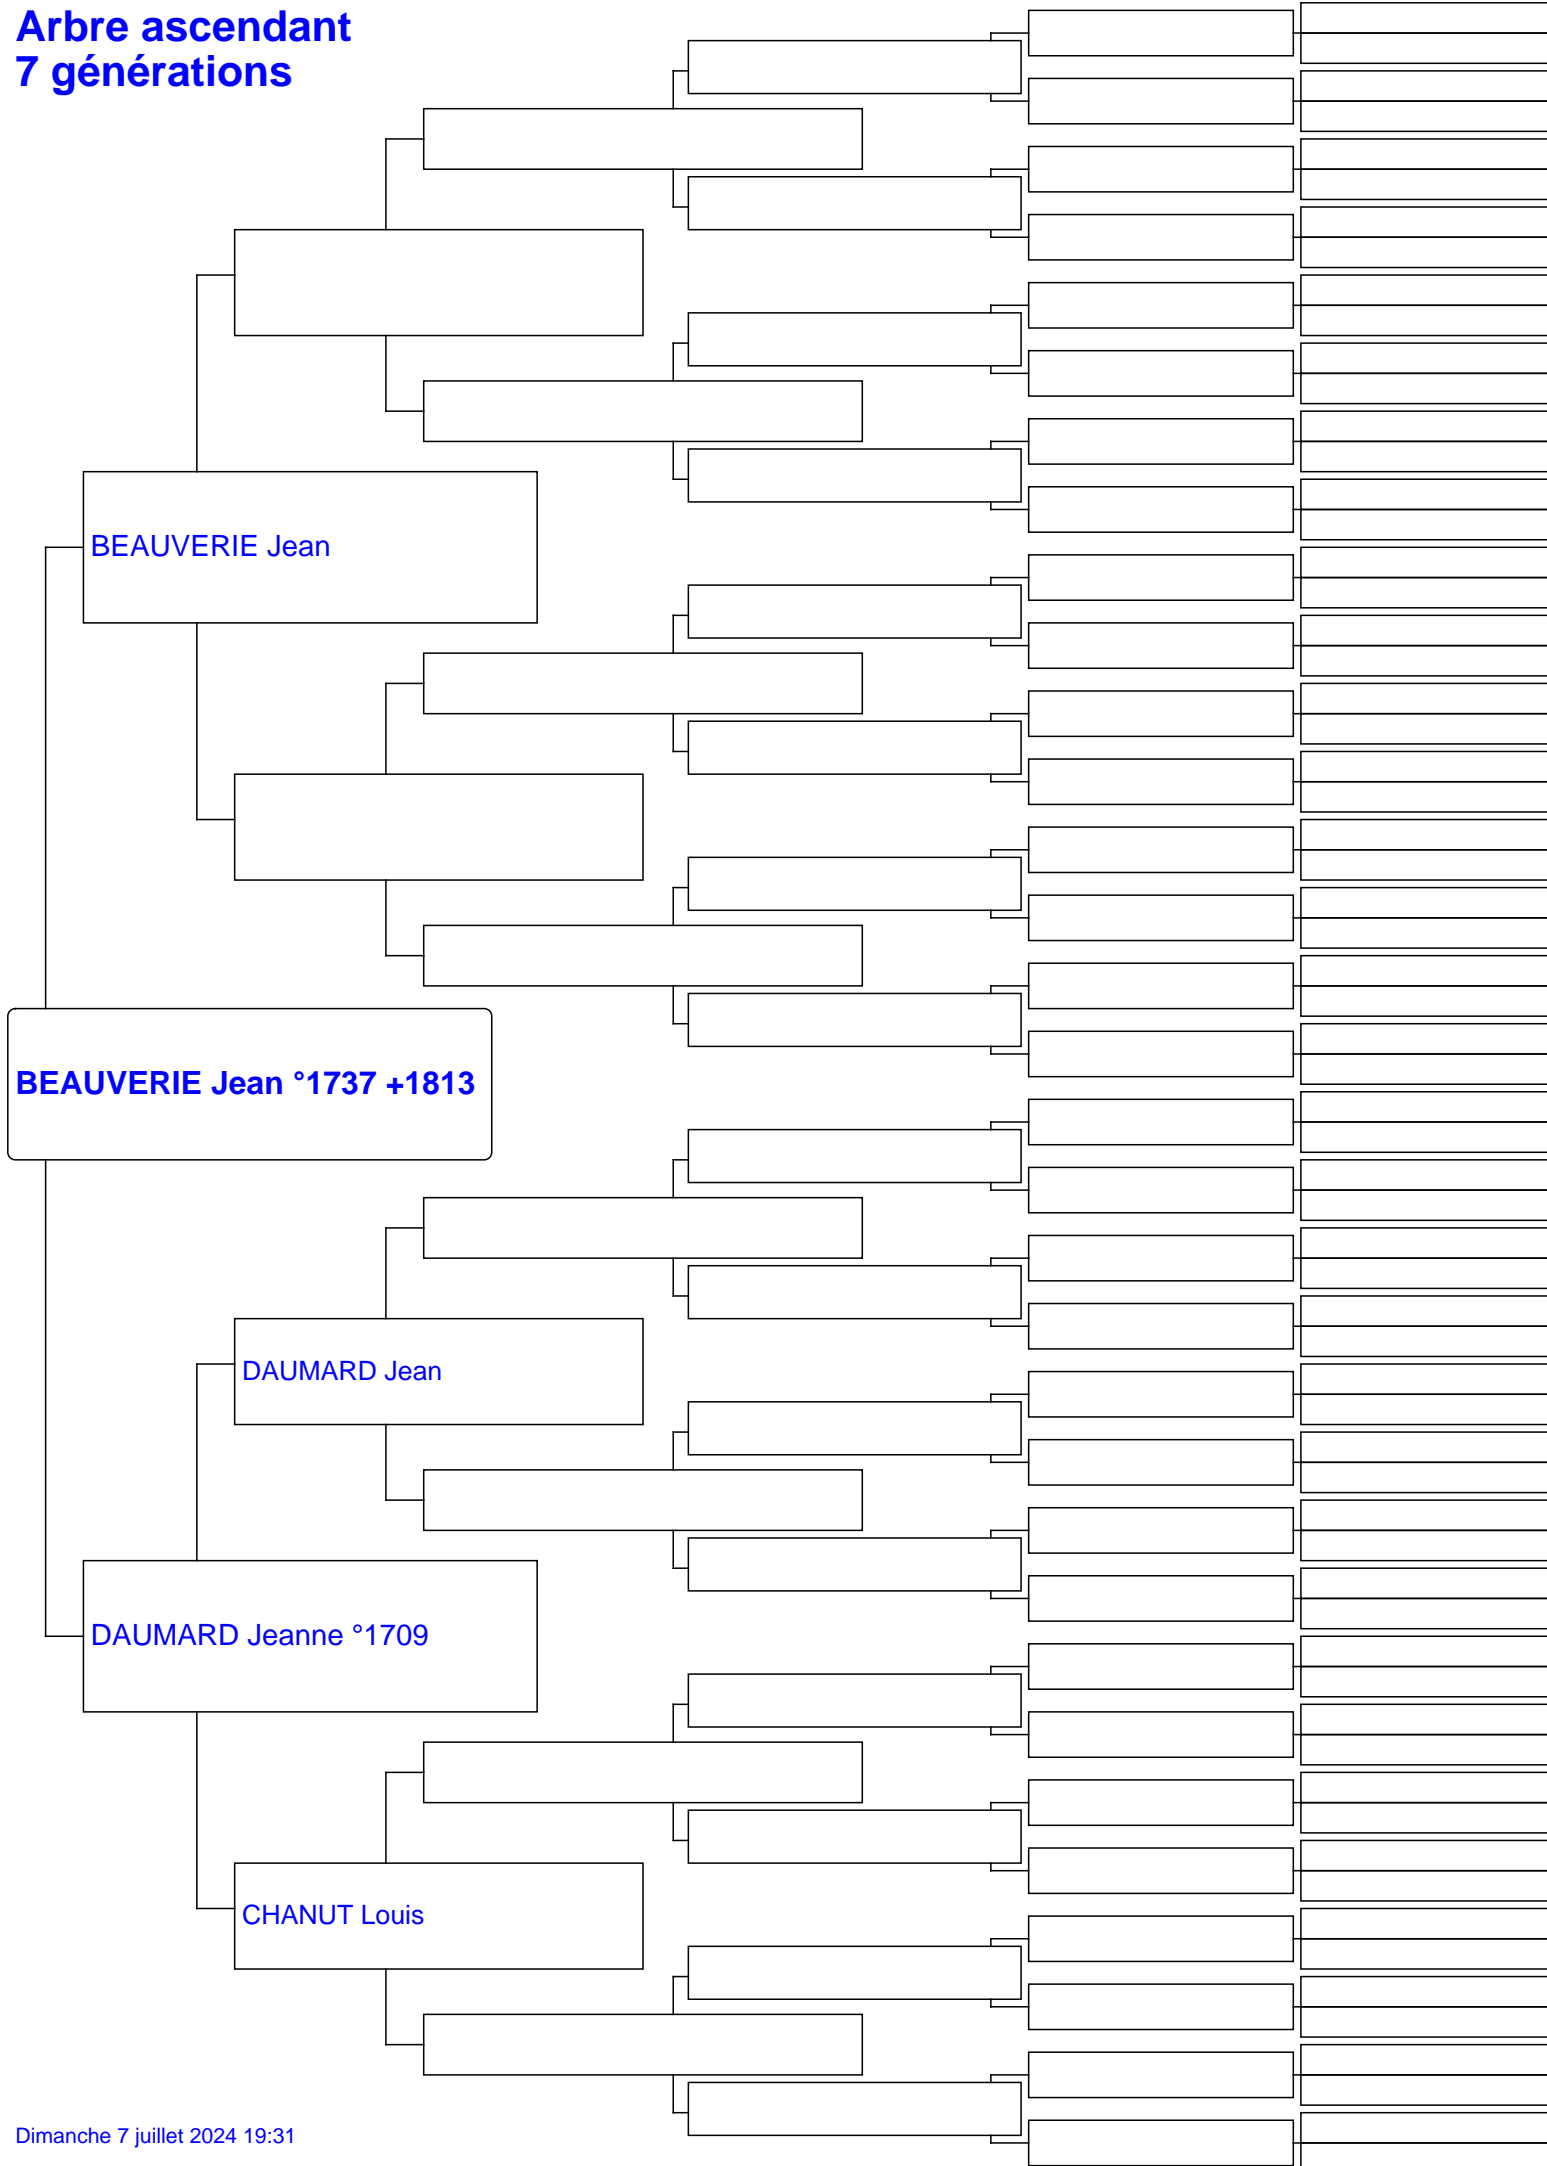 Arbre ascendant
7 générations
BEAUVERIE Jean
BEAUVERIE Jean °1737 +1813
DAUMARD Jean
DAUMARD Jeanne °1709
CHANUT Louis
Dimanche 7 juillet 2024 19:31